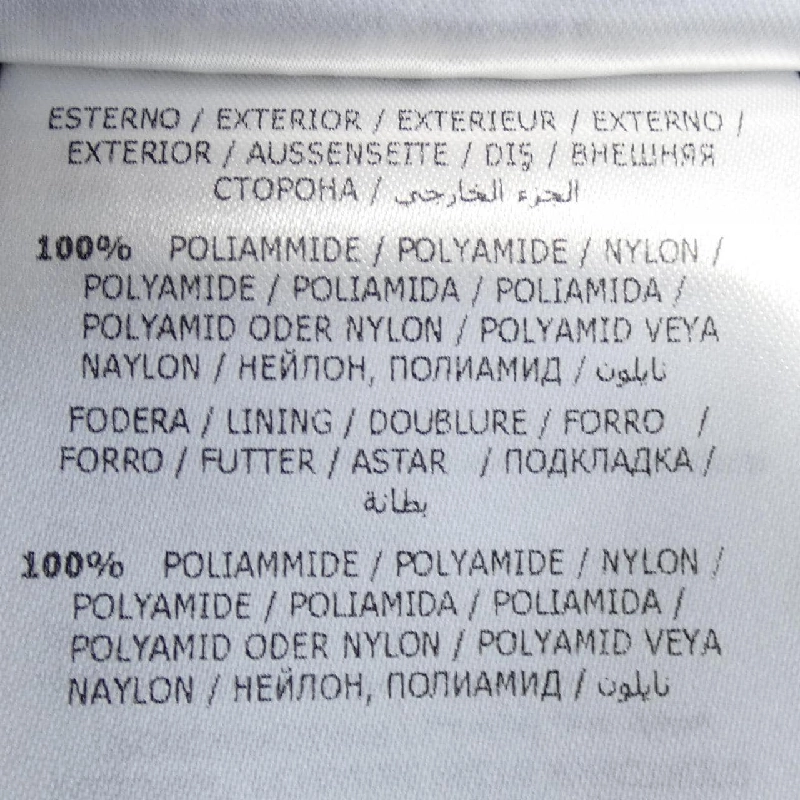 ESTERNO / EXTERIOR / EXTERIEUR / EXTERNO /
EXTERIOR / AUSSENSEITE / DIŞ / ВНЕШНЯЯ
СТОРОНА / الجزء الخارجي
100% POLIAMMIDE / POLYAMIDE / NYLON /
POLYAMIDE / POLIAMIDA / POLIAMIDA /
POLYAMID ODER NYLON / POLYAMID VEYA
NAYLON / НЕЙЛОН, ПОЛИАМИД / نايلون
FODERA / LINING / DOUBLURE / FORRO /
FORRO / FUTTER / ASTAR / ПОДКЛАДКА /
بطانة
100% POLIAMMIDE / POLYAMIDE / NYLON /
POLYAMIDE / POLIAMIDA / POLIAMIDA /
POLYAMID ODER NYLON / POLYAMID VEYA
NAYLON / НЕЙЛОН, ПОЛИАМИД / نايلون